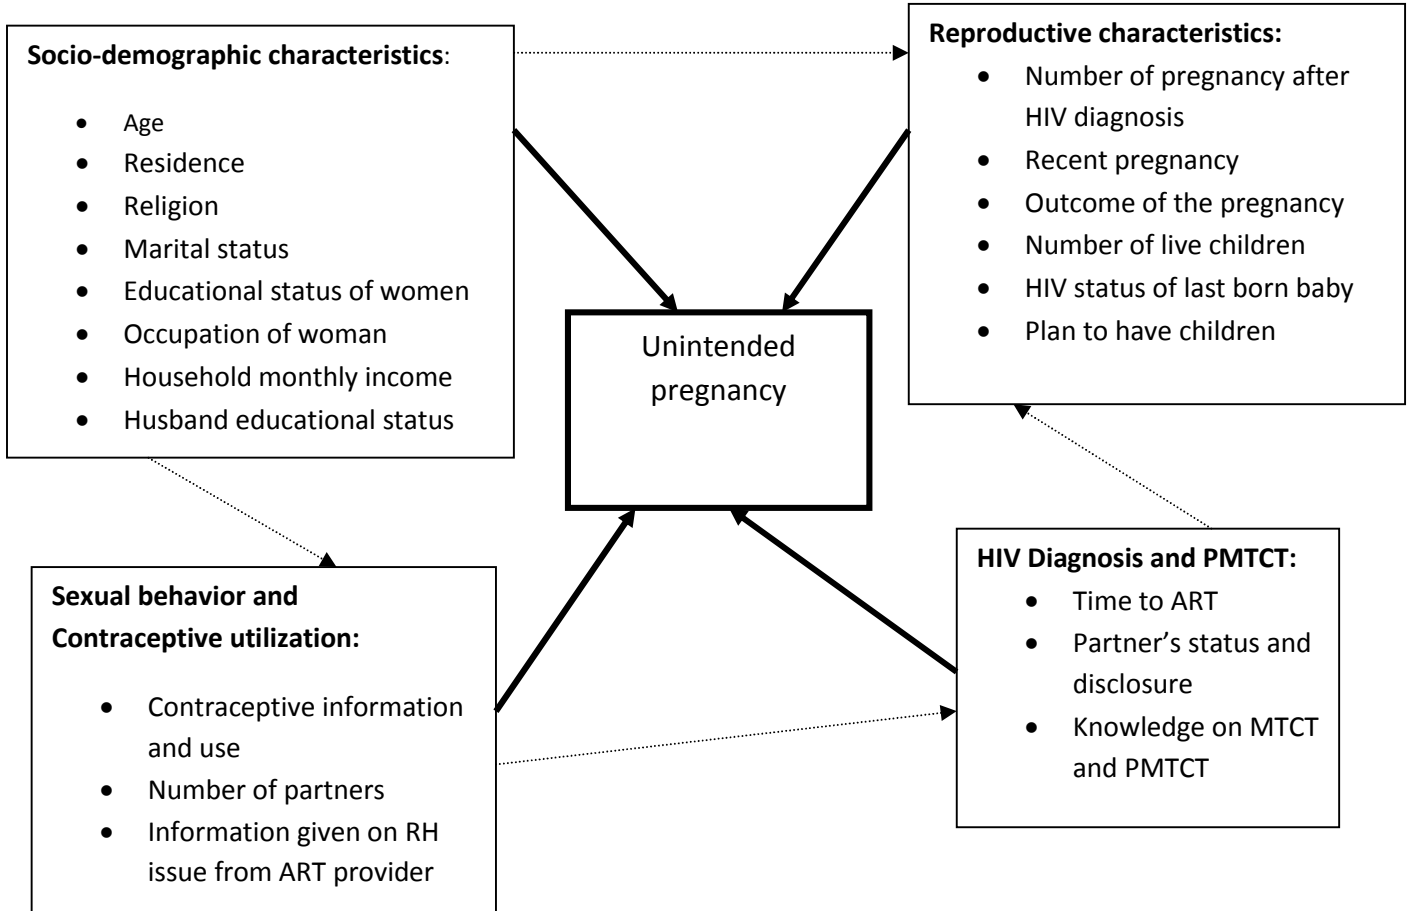 Socio-demographic characteristics:
• Age
• Residence
• Religion
• Marital status
• Educational status of women
• Occupation of woman
• Household monthly income
• Husband educational status
Reproductive characteristics:
• Number of pregnancy after
HIV diagnosis
• Recent pregnancy
• Outcome of the pregnancy
• Number of live children
• HIV status of last born baby
• Plan to have children
Unintended
pregnancy
Sexual behavior and
Contraceptive utilization:
• Contraceptive information
and use
• Number of partners
• Information given on RH
issue from ART provider
HIV Diagnosis and PMTCT:
• Time to ART
• Partner’s status and
disclosure
• Knowledge on MTCT
and PMTCT